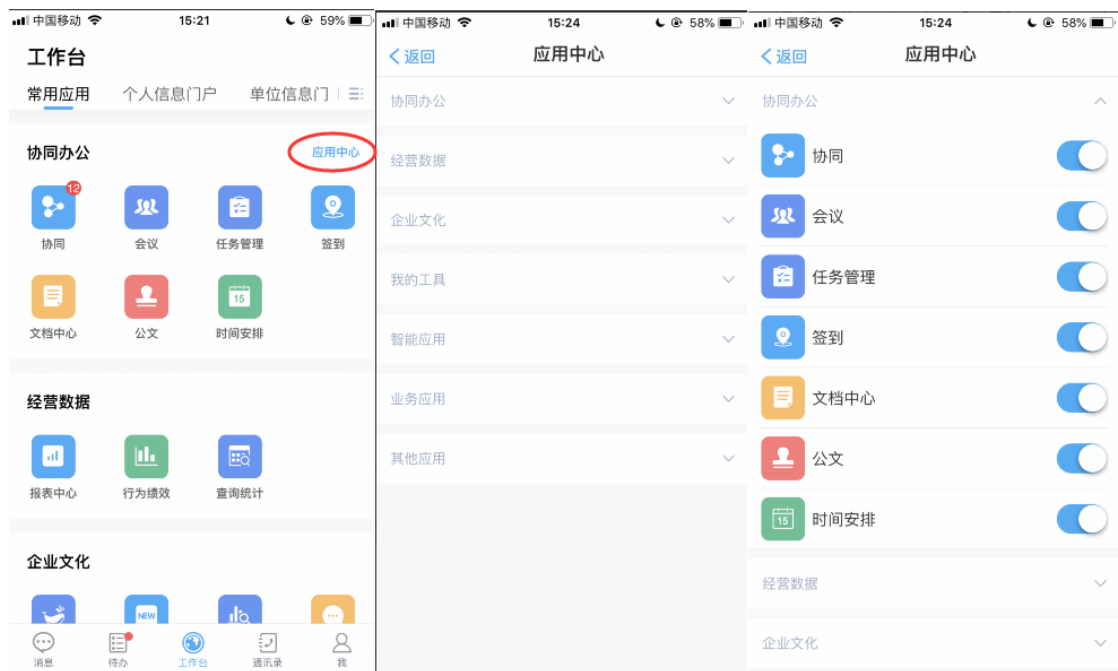 中国移动 15:21 59%
工作台
常用应用 个人信息门户 单位信息门
协同办公 应用中心
12
协同 会议 任务管理 签到
15
文档中心 公文 时间安排
经营数据
报表中心 行为绩效 查询统计
企业文化
NEW
消息 待办 工作台 通讯录 我
中国移动 15:24 58%
返回 应用中心
协同办公
经营数据
企业文化
我的工具
智能应用
业务应用
其他应用
中国移动 15:24 58%
返回 应用中心
协同办公
协同
会议
任务管理
签到
文档中心
公文
15 时间安排
经营数据
企业文化